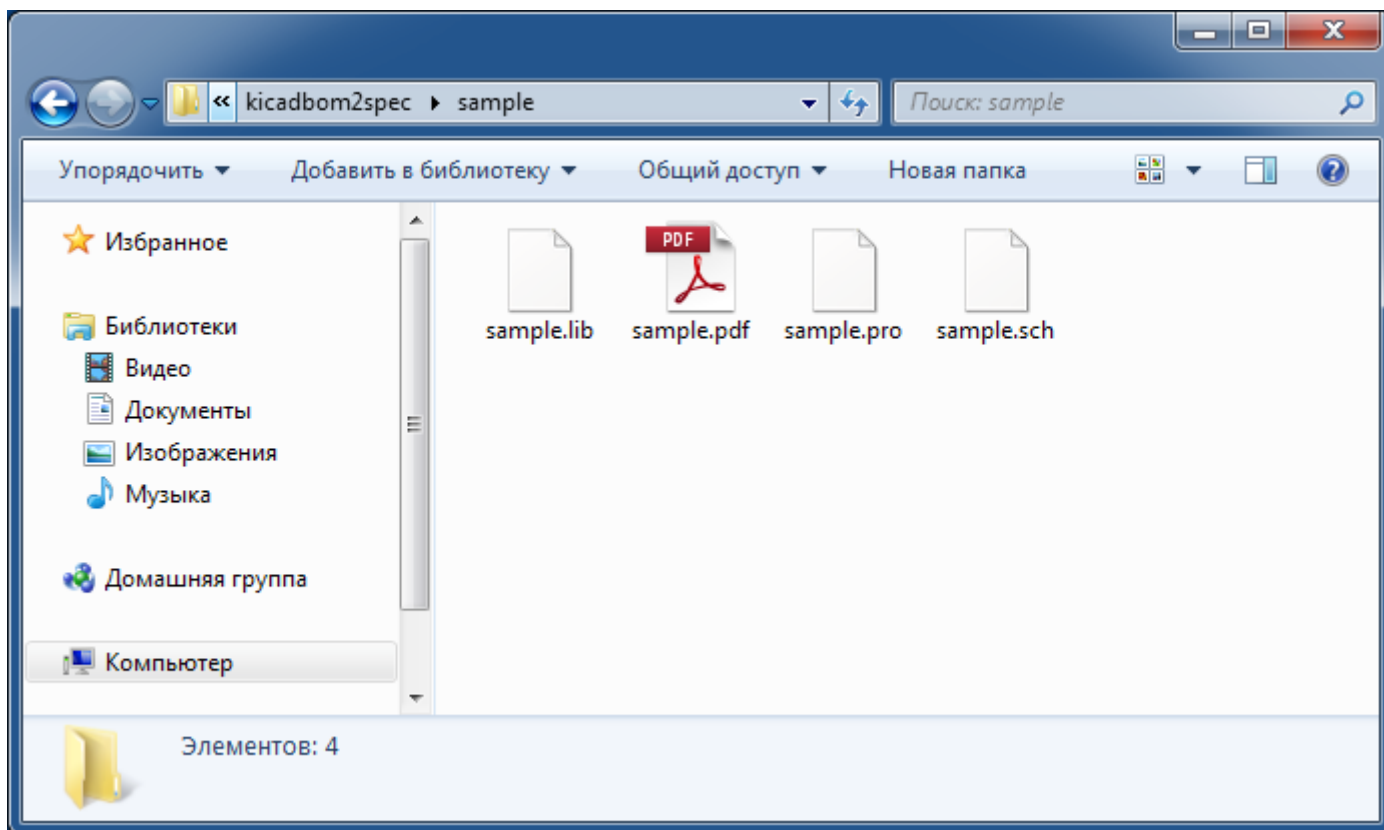 « kicadbom2spec ▸ sample
Поиск: sample
Упорядочить Добавить в библиотеку Общий доступ Новая папка
Избранное
Библиотеки
Видео
Документы
Изображения
Музыка
Домашняя группа
Компьютер
PDF
sample.lib sample.pdf sample.pro sample.sch
Элементов: 4